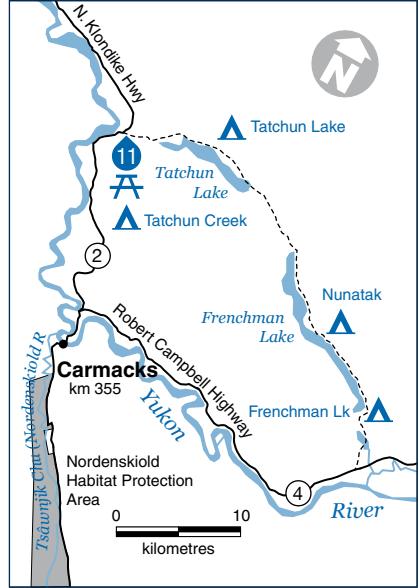 N. Klondike Hwy
N
Tatchun Lake
11
Tatchun
Lake
Tatchun Creek
2
Nunatak
Robert Campbell Highway
Frenchman
Lake
Carmacks
km 355
Yukon
Frenchman Lk
Tsâwnjik Chu (Nordenskiold R
Nordenskiold
Habitat Protection
Area
4
River
0 10
kilometres